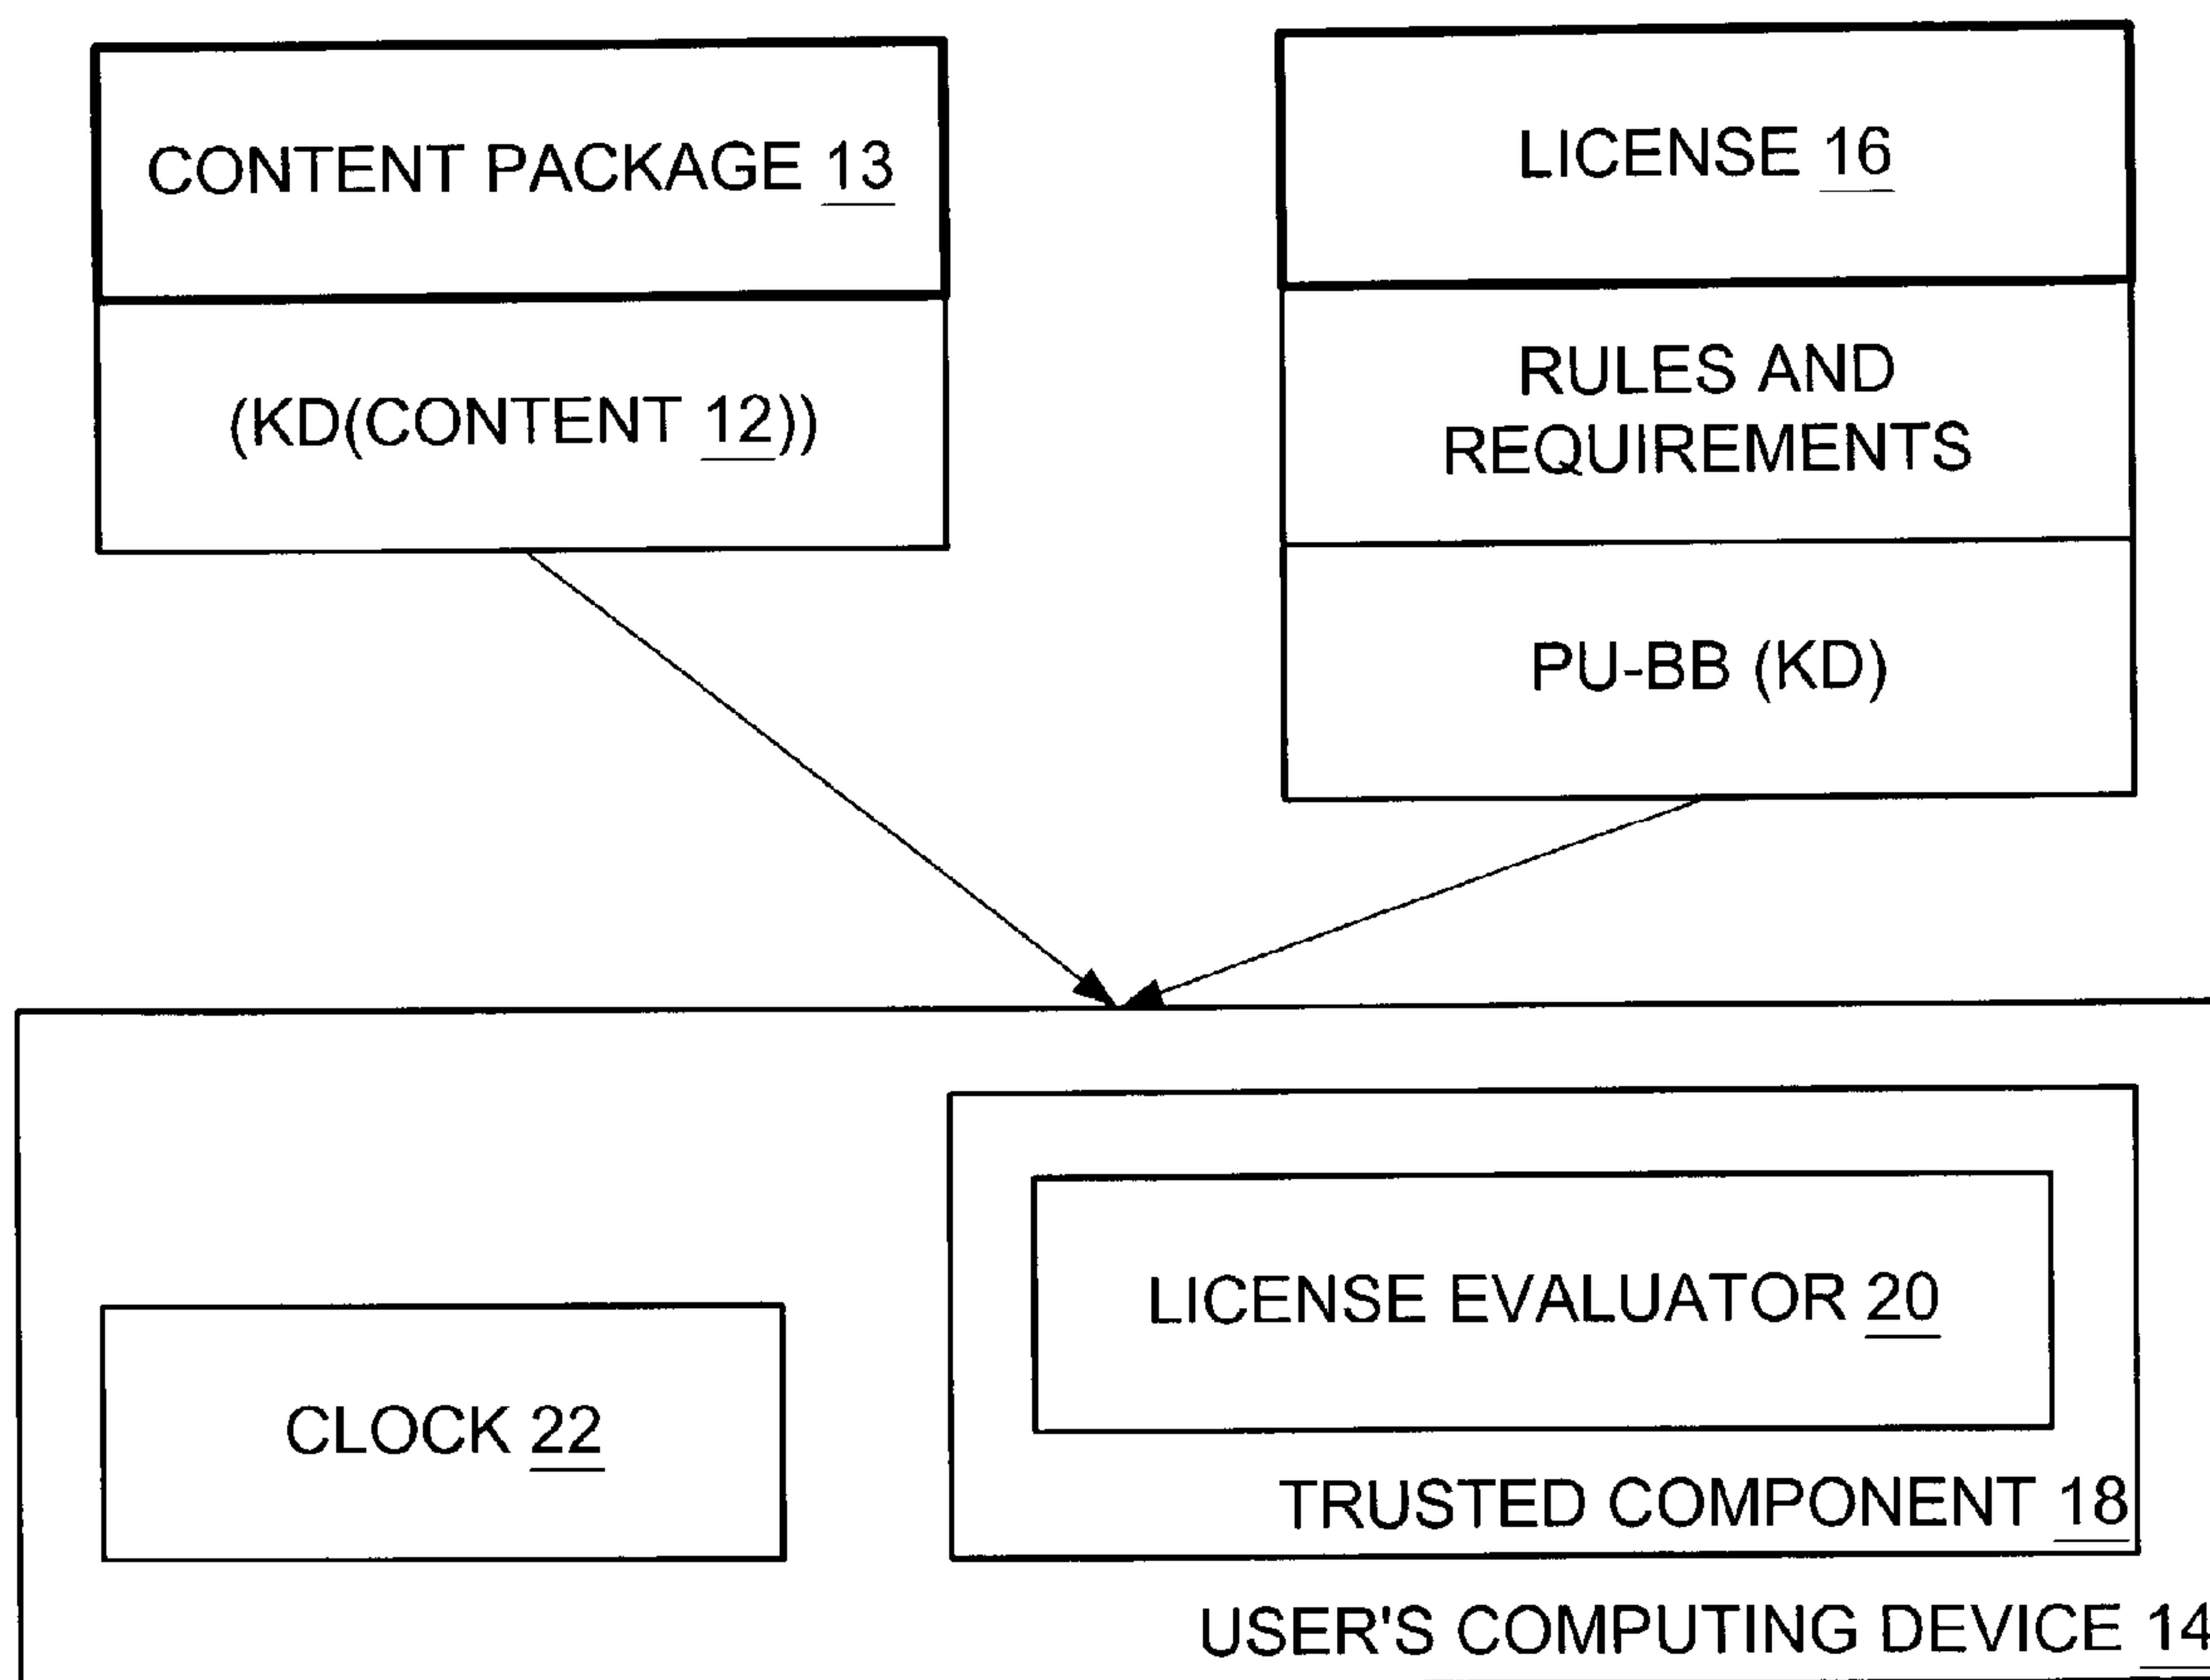 CONTENT PACKAGE 13
(KD(CONTENT 12))
LICENSE 16
RULES AND
REQUIREMENTS
PU-BB (KD)
CLOCK 22
LICENSE EVALUATOR 20
TRUSTED COMPONENT 18
USER'S COMPUTING DEVICE 14